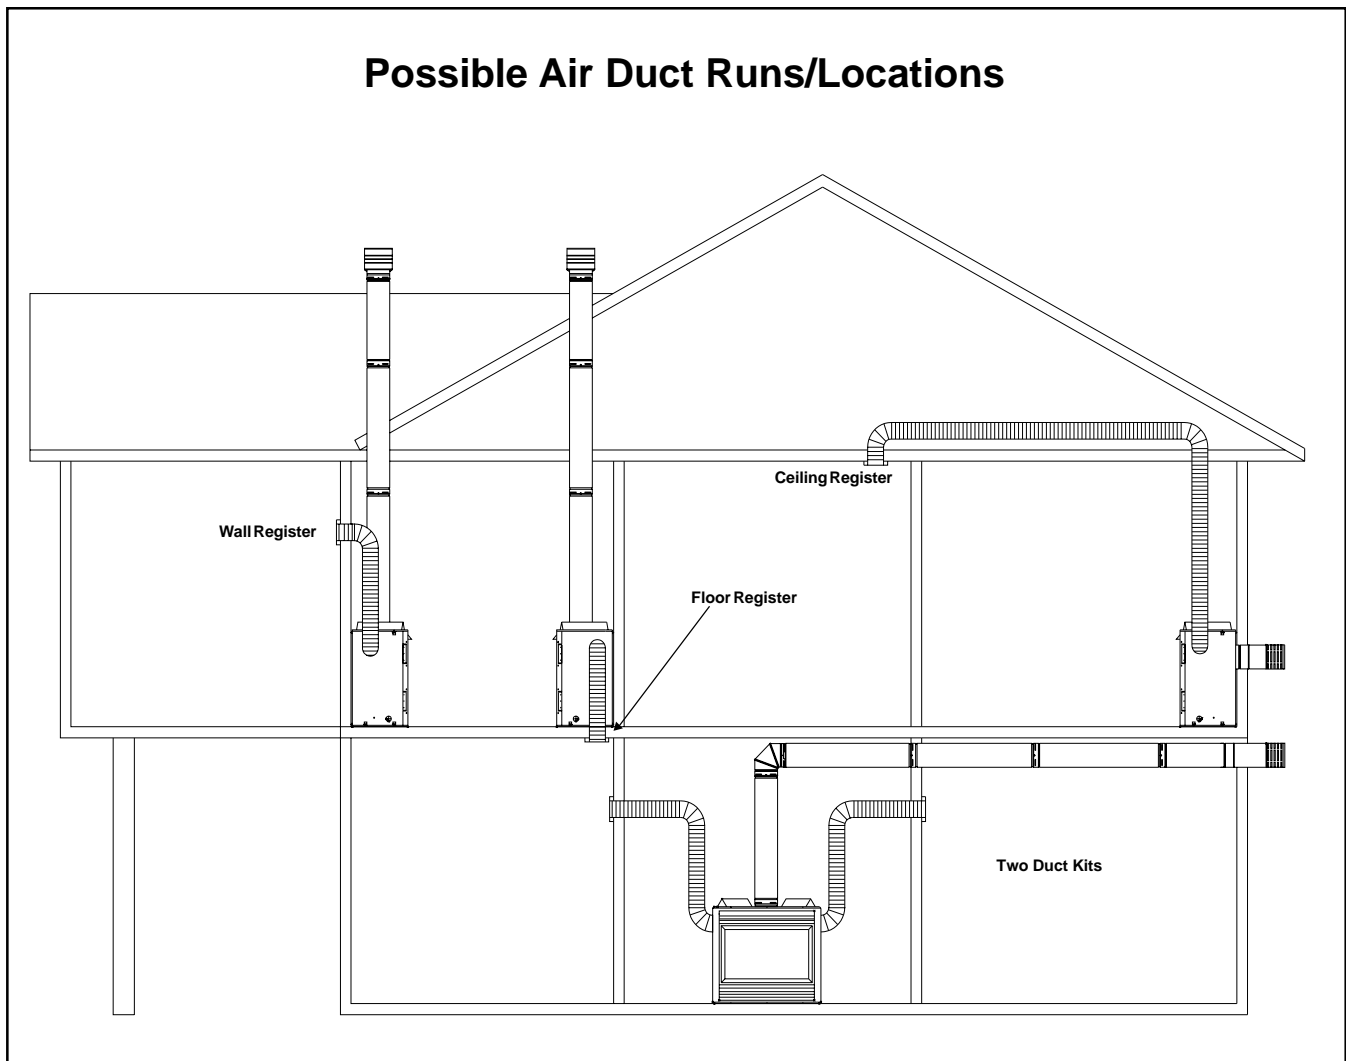 Possible Air Duct Runs/Locations
Ceiling Register
Wall Register
Floor Register
Two Duct Kits